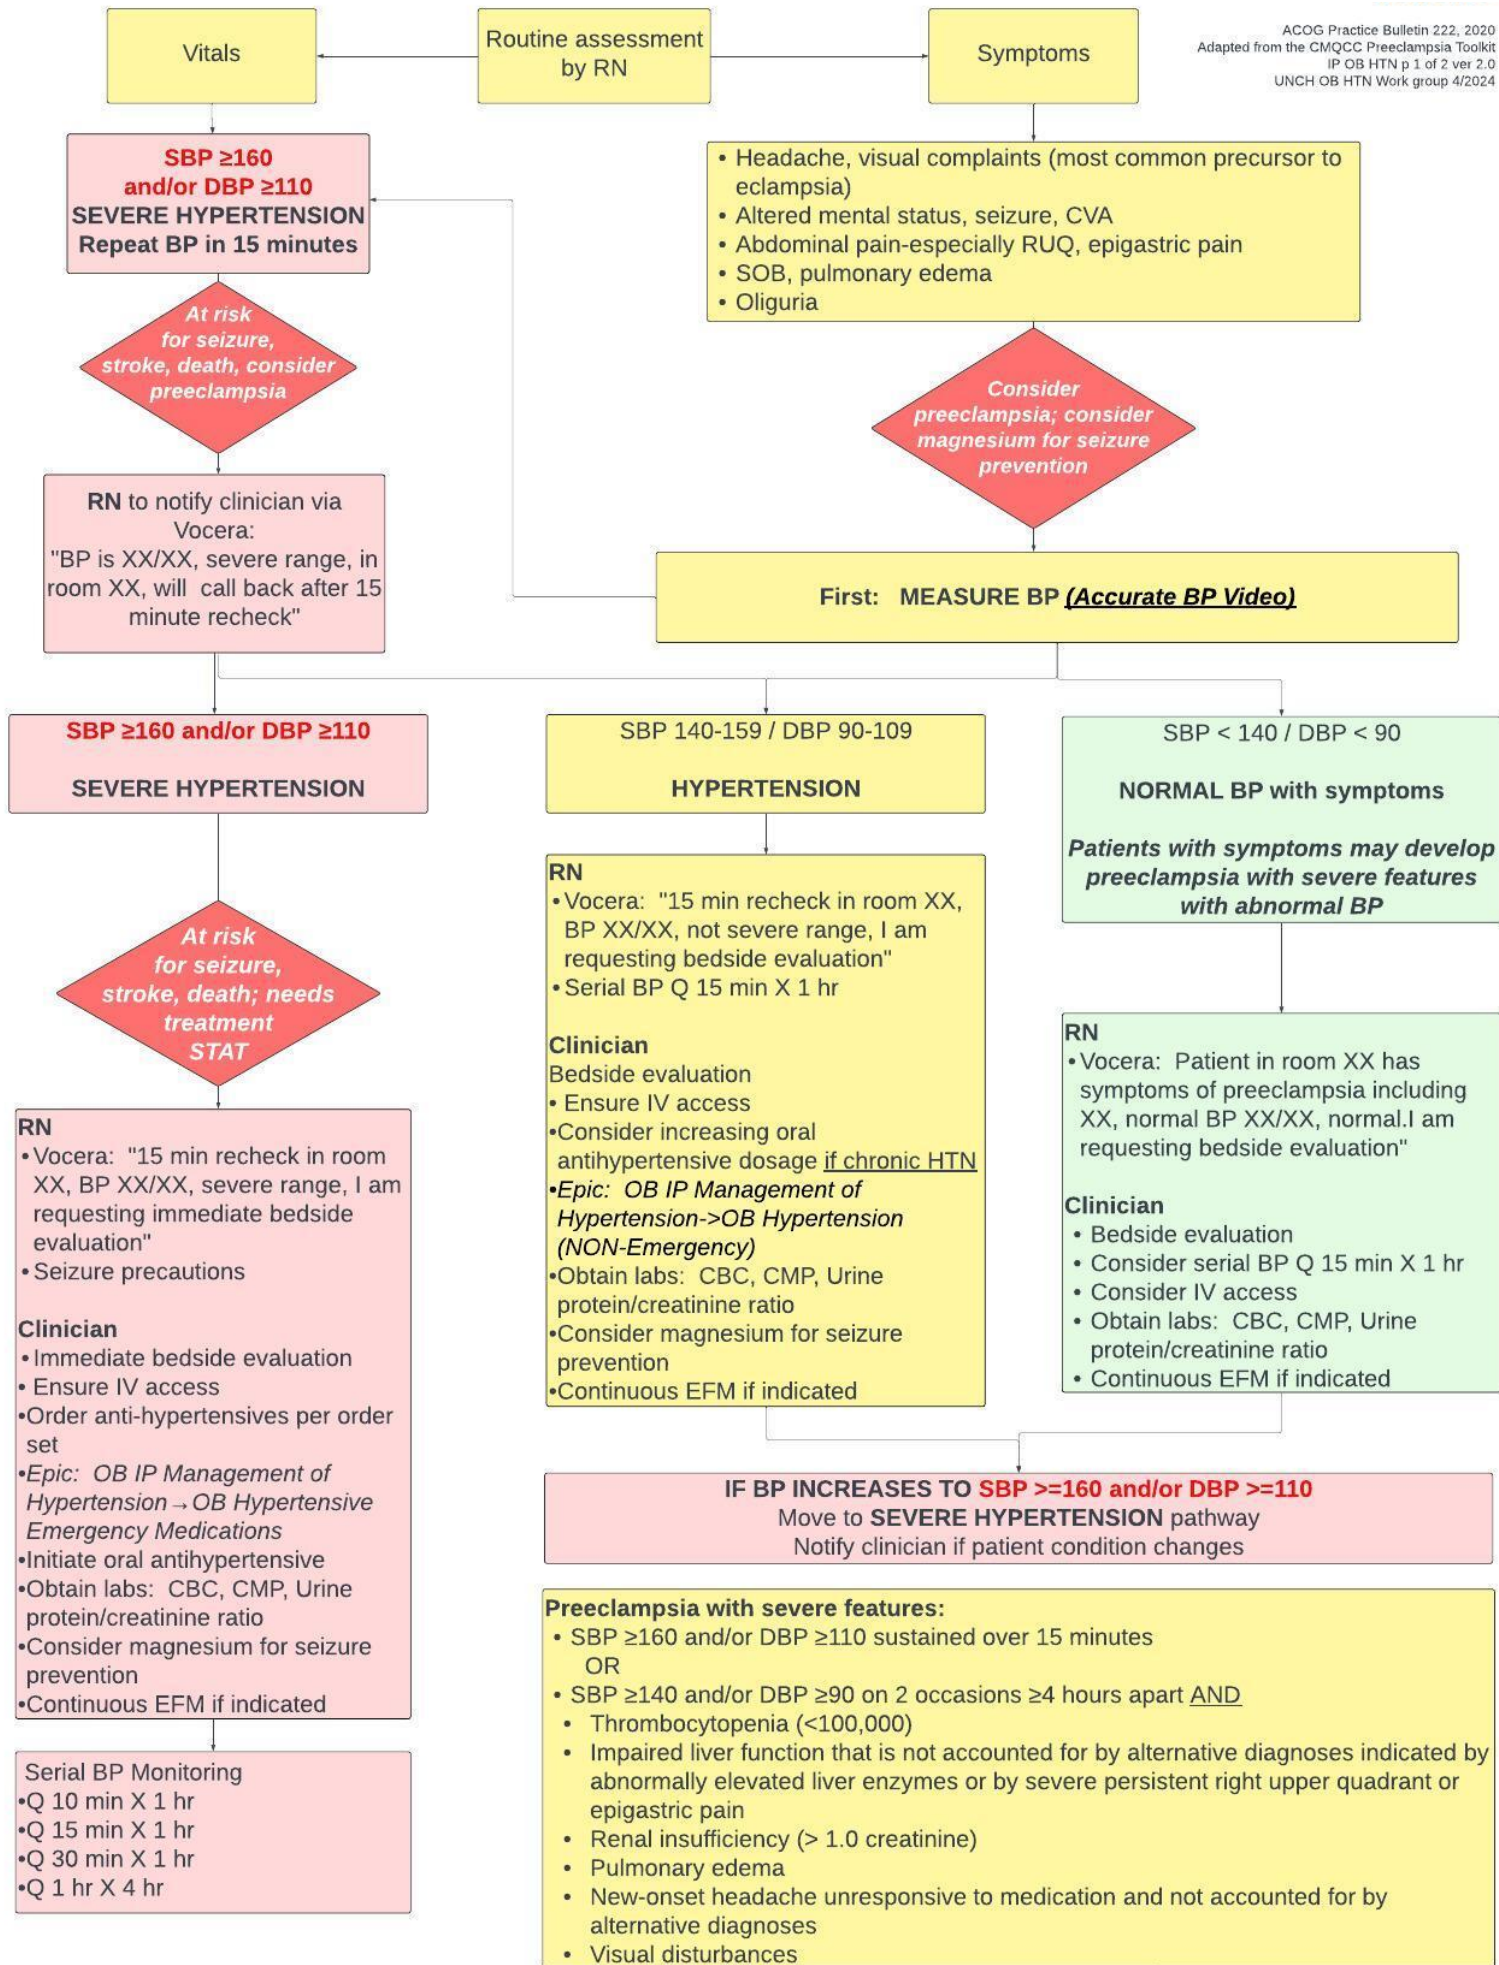 ACOG Practice Bulletin 222, 2020
Adapted from the CMQCC Preeclampsia Toolkit
IP OB HTN p 1 of 2 ver 2.0
UNCH OB HTN Work group 4/2024
Vitals
Routine assessment
by RN
Symptoms
SBP ≥160
and/or DBP ≥110
SEVERE HYPERTENSION
Repeat BP in 15 minutes
• Headache, visual complaints (most common precursor to
eclampsia)
• Altered mental status, seizure, CVA
• Abdominal pain-especially RUQ, epigastric pain
• SOB, pulmonary edema
• Oliguria
At risk
for seizure,
stroke, death, consider
preeclampsia
Consider
preeclampsia; consider
magnesium for seizure
prevention
RN to notify clinician via
Vocera:
"BP is XX/XX, severe range, in
room XX, will call back after 15
minute recheck"
First: MEASURE BP (Accurate BP Video)
SBP ≥160 and/or DBP ≥110
SEVERE HYPERTENSION
SBP 140-159 / DBP 90-109
HYPERTENSION
SBP < 140 / DBP < 90
NORMAL BP with symptoms
Patients with symptoms may develop
preeclampsia with severe features
with abnormal BP
At risk
for seizure,
stroke, death; needs
treatment
STAT
RN
• Vocera: "15 min recheck in room
XX, BP XX/XX, severe range, I am
requesting immediate bedside
evaluation"
• Seizure precautions
Clinician
• Immediate bedside evaluation
• Ensure IV access
•Order anti-hypertensives per order
set
•Epic: OB IP Management of
Hypertension→OB Hypertensive
Emergency Medications
•Initiate oral antihypertensive
•Obtain labs: CBC, CMP, Urine
protein/creatinine ratio
•Consider magnesium for seizure
prevention
•Continuous EFM if indicated
Serial BP Monitoring
•Q 10 min X 1 hr
•Q 15 min X 1 hr
•Q 30 min X 1 hr
•Q 1 hr X 4 hr
RN
• Vocera: "15 min recheck in room XX,
BP XX/XX, not severe range, I am
requesting bedside evaluation"
• Serial BP Q 15 min X 1 hr
Clinician
Bedside evaluation
• Ensure IV access
•Consider increasing oral
antihypertensive dosage if chronic HTN
•Epic: OB IP Management of
Hypertension->OB Hypertension
(NON-Emergency)
•Obtain labs: CBC, CMP, Urine
protein/creatinine ratio
•Consider magnesium for seizure
prevention
•Continuous EFM if indicated
RN
• Vocera: Patient in room XX has
symptoms of preeclampsia including
XX, normal BP XX/XX, normal.I am
requesting bedside evaluation"
Clinician
• Bedside evaluation
• Consider serial BP Q 15 min X 1 hr
• Consider IV access
• Obtain labs: CBC, CMP, Urine
protein/creatinine ratio
• Continuous EFM if indicated
IF BP INCREASES TO SBP >=160 and/or DBP >=110
Move to SEVERE HYPERTENSION pathway
Notify clinician if patient condition changes
Preeclampsia with severe features:
• SBP ≥160 and/or DBP ≥110 sustained over 15 minutes
OR
• SBP ≥140 and/or DBP ≥90 on 2 occasions ≥4 hours apart AND
• Thrombocytopenia (<100,000)
• Impaired liver function that is not accounted for by alternative diagnoses indicated by
abnormally elevated liver enzymes or by severe persistent right upper quadrant or
epigastric pain
• Renal insufficiency (> 1.0 creatinine)
• Pulmonary edema
• New-onset headache unresponsive to medication and not accounted for by
alternative diagnoses
• Visual disturbances